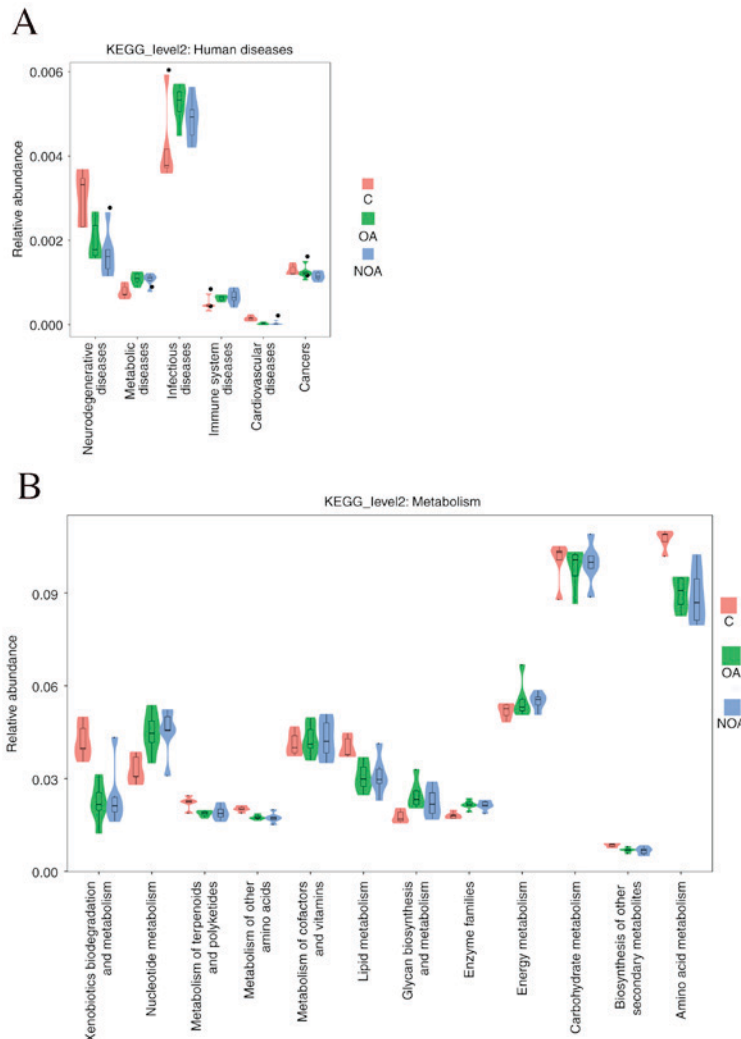 A
KEGG_level2: Human diseases
Relative abundance
0.006
0.004
0.002
0.000
C
OA
NOA
Neurodegenerative
diseases
Metabolic
diseases
Infectious
diseases
Immune system
diseases
Cardiovascular
diseases
Cancers
B
KEGG_level2: Metabolism
Relative abundance
0.09
0.06
0.03
0.00
C
OA
NOA
Xenobiotics biodegradation
and metabolism
Nucleotide metabolism
Metabolism of terpenoids
and polyketides
Metabolism of other
amino acids
Metabolism of cofactors
and vitamins
Lipid metabolism
Glycan biosynthesis
and metabolism
Enzyme families
Energy metabolism
Carbohydrate metabolism
Biosynthesis of other
secondary metabolites
Amino acid metabolism